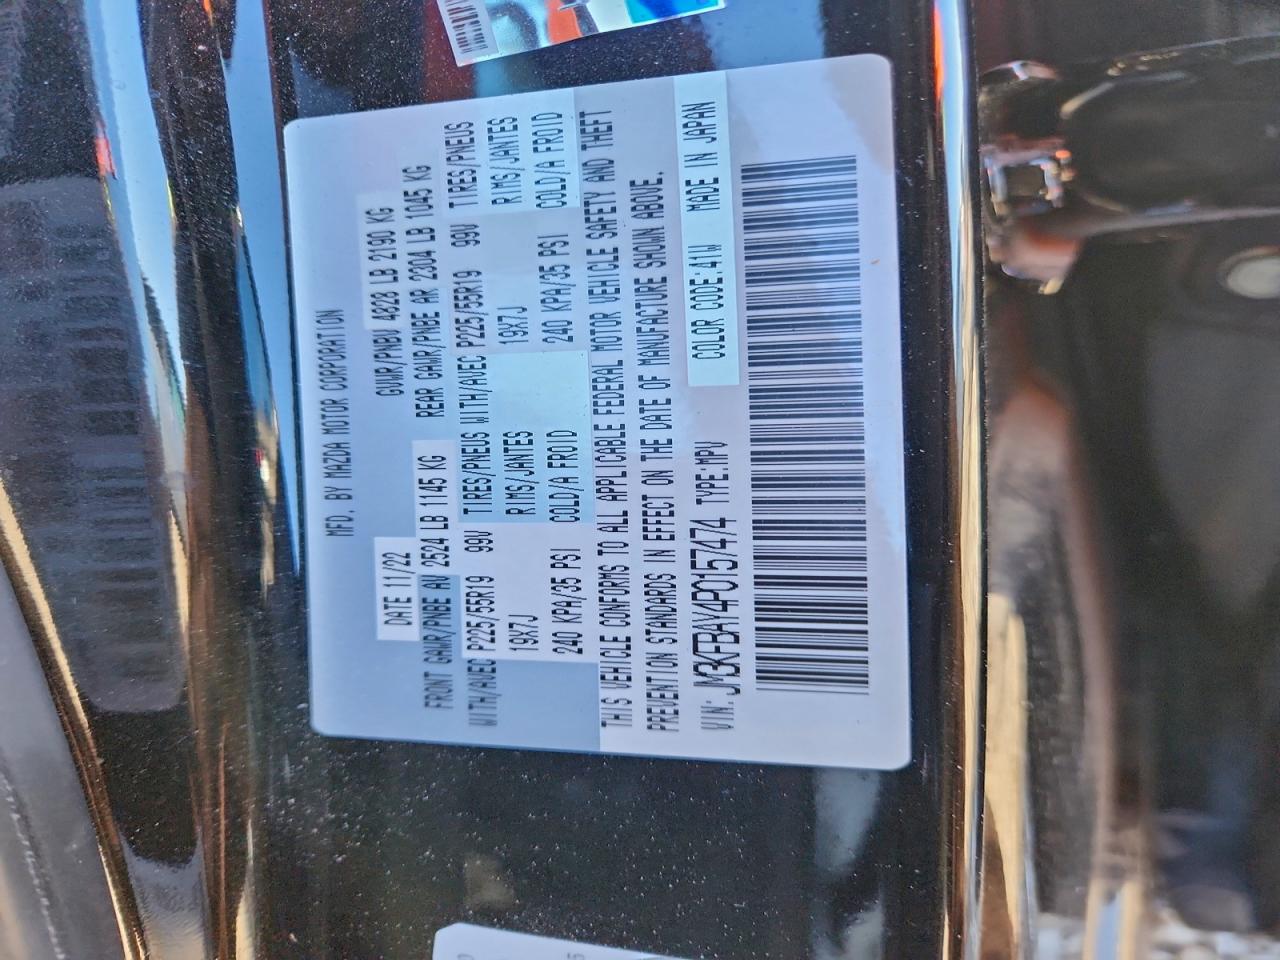 MFD. BY MAZDA MOTOR CORPORATION
DATE 11/22 GVWR/PNBV 4828 LB 2190 KG
FRONT GAWR/PNBE AV 2524 LB 1145 KG REAR GAWR/PNBE AR 2304 LB 1045 KG
WITH/AVEC P225/55R19 99V TIRES/PNEUS WITH/AVEC P225/55R19 99V TIRES/PNEUS
19X7J RIMS/JANTES 19X7J RIMS/JANTES
240 KPA/35 PSI COLD/A FROID 240 KPA/35 PSI COLD/A FROID
THIS VEHICLE CONFORMS TO ALL APPLICABLE FEDERAL MOTOR VEHICLE SAFETY AND THEFT
PREVENTION STANDARDS IN EFFECT ON THE DATE OF MANUFACTURE SHOWN ABOVE.
VIN: JM3KFBAY4P0157474 TYPE:MPV COLOR CODE:41W MADE IN JAPAN